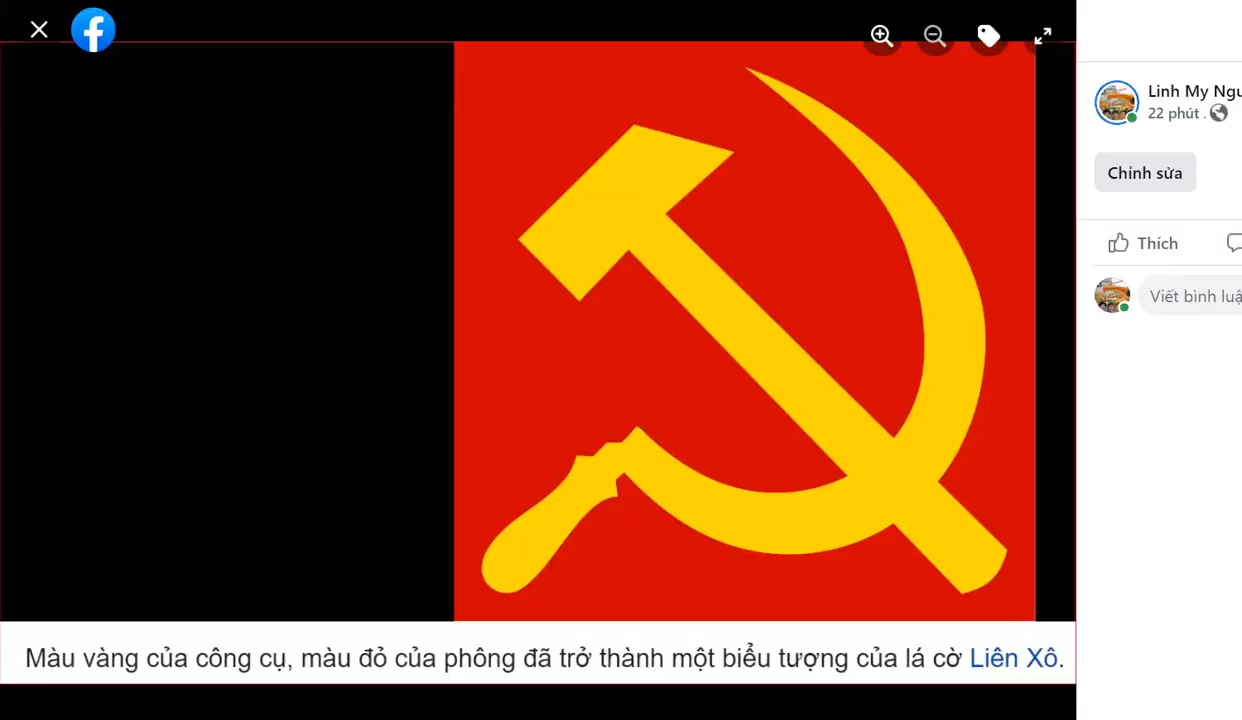 Linh My Ngu
22 phút .
Chỉnh sửa
Thích
Viết bình luậ
Màu vàng của công cụ, màu đỏ của phông đã trở thành một biểu tượng của lá cờ Liên Xô.